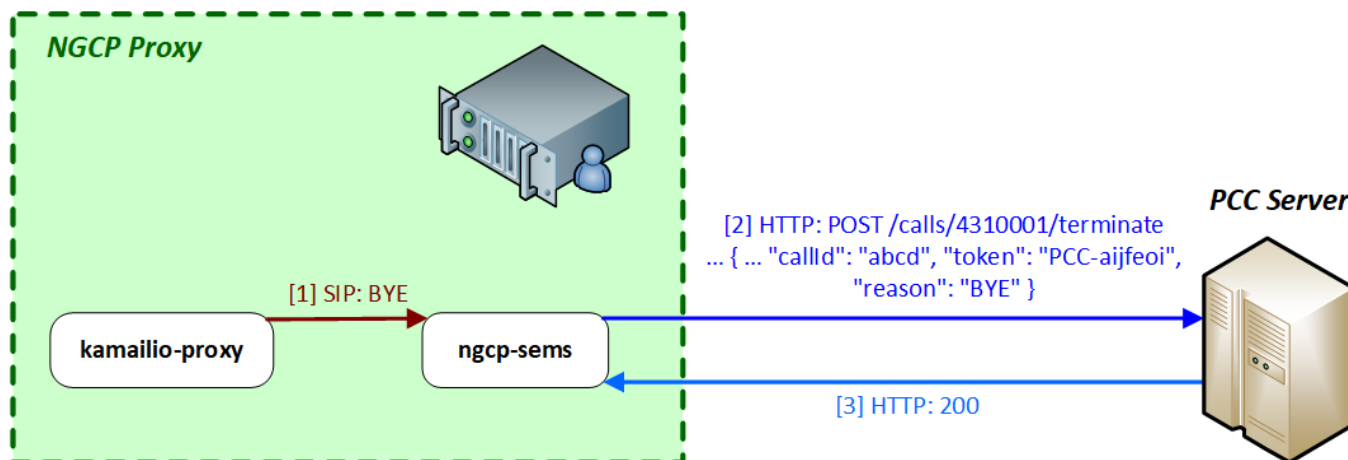 NGCP Proxy
PCC Server
[2] HTTP: POST /calls/4310001/terminate
... { ... "callId": "abcd", "token": "PCC-aijfeoi",
"reason": "BYE" }
[1] SIP: BYE
kamailio-proxy
ngcp-sems
[3] HTTP: 200